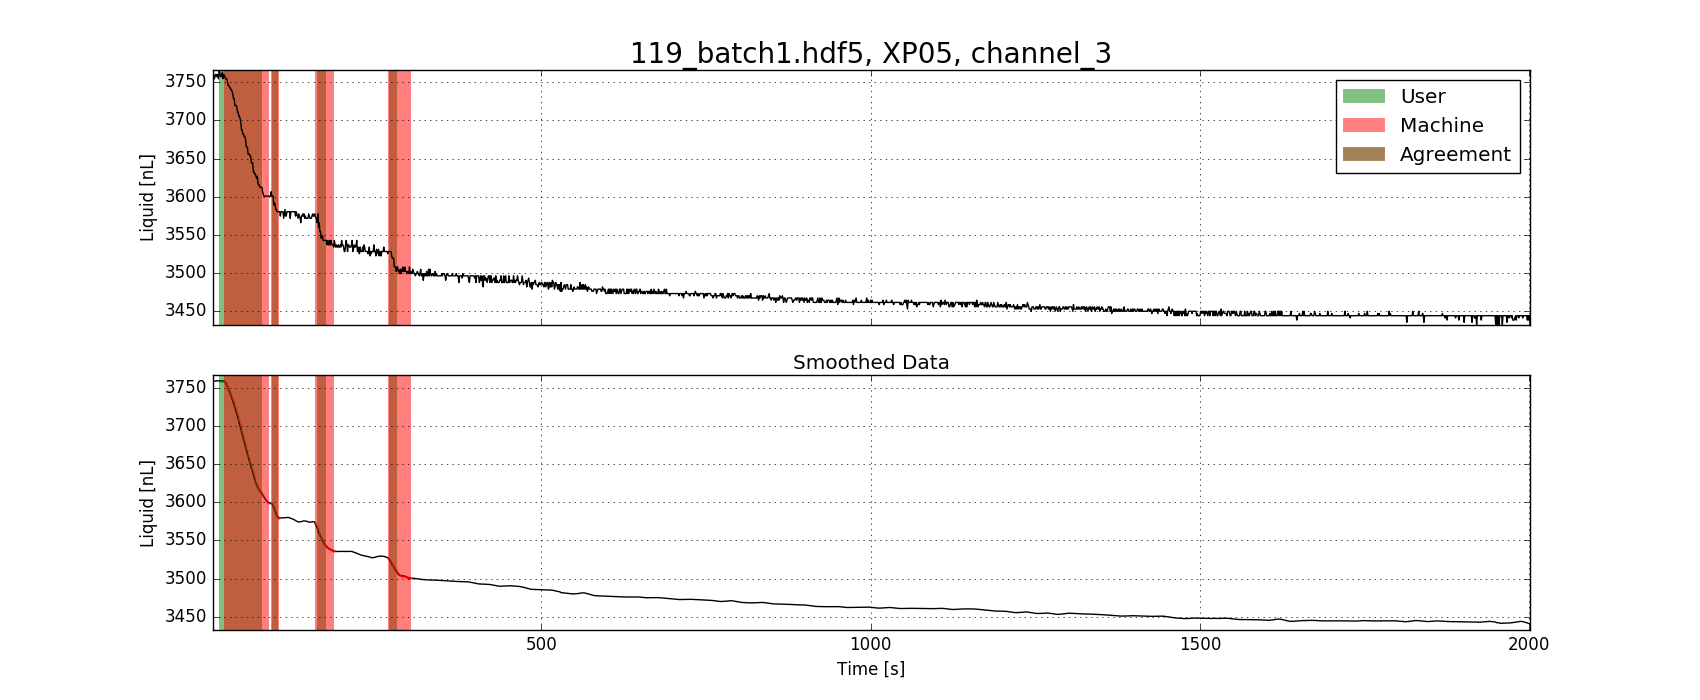 119_batch1.hdf5, XP05, channel_3
3750
3700
3650
3600
3550
3500
3450
Liquid [nL]
User
Machine
Agreement
Smoothed Data
3750
3700
3650
3600
3550
3500
3450
Liquid [nL]
500
1000
1500
2000
Time [s]